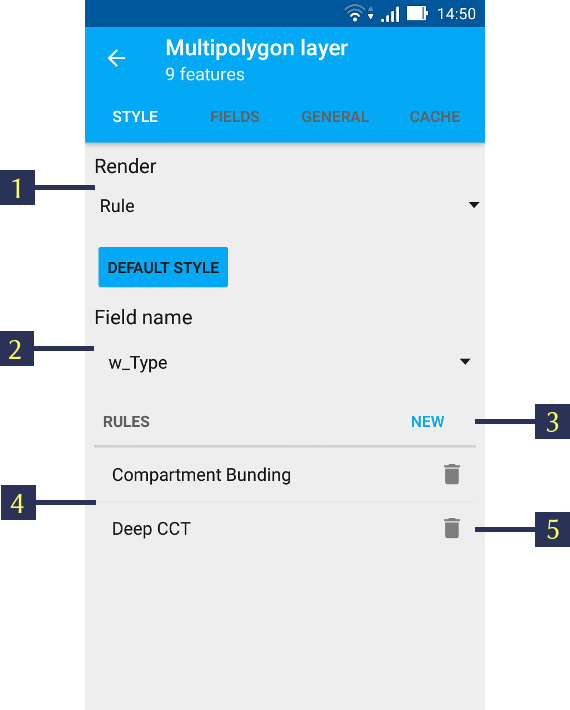 14:50
Multipolygon layer
9 features
STYLE FIELDS GENERAL CACHE
Render
1
Rule
DEFAULT STYLE
Field name
2
w_Type
RULES NEW
3
Compartment Bunding
4
Deep CCT
5